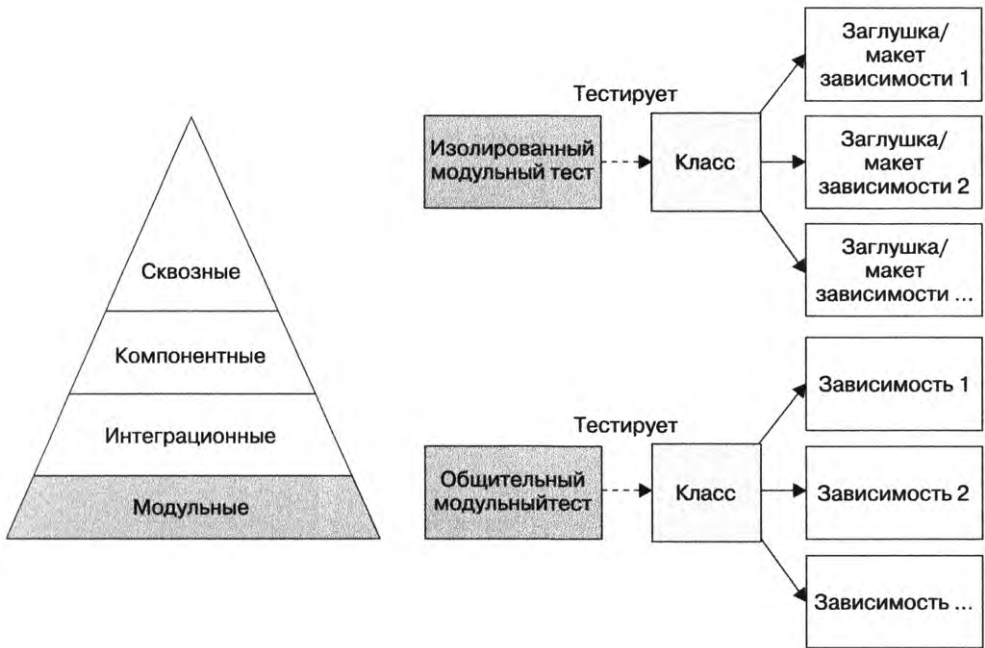 Сквозные
Компонентные
Интеграционные
Модульные
Тестирует
Изолированный
модульный тест
Класс
Заглушка/
макет
зависимости 1
Заглушка/
макет
зависимости 2
Заглушка/
макет
зависимости ...
Тестирует
Общительный
модульныйтест
Класс
Зависимость 1
Зависимость 2
Зависимость ...